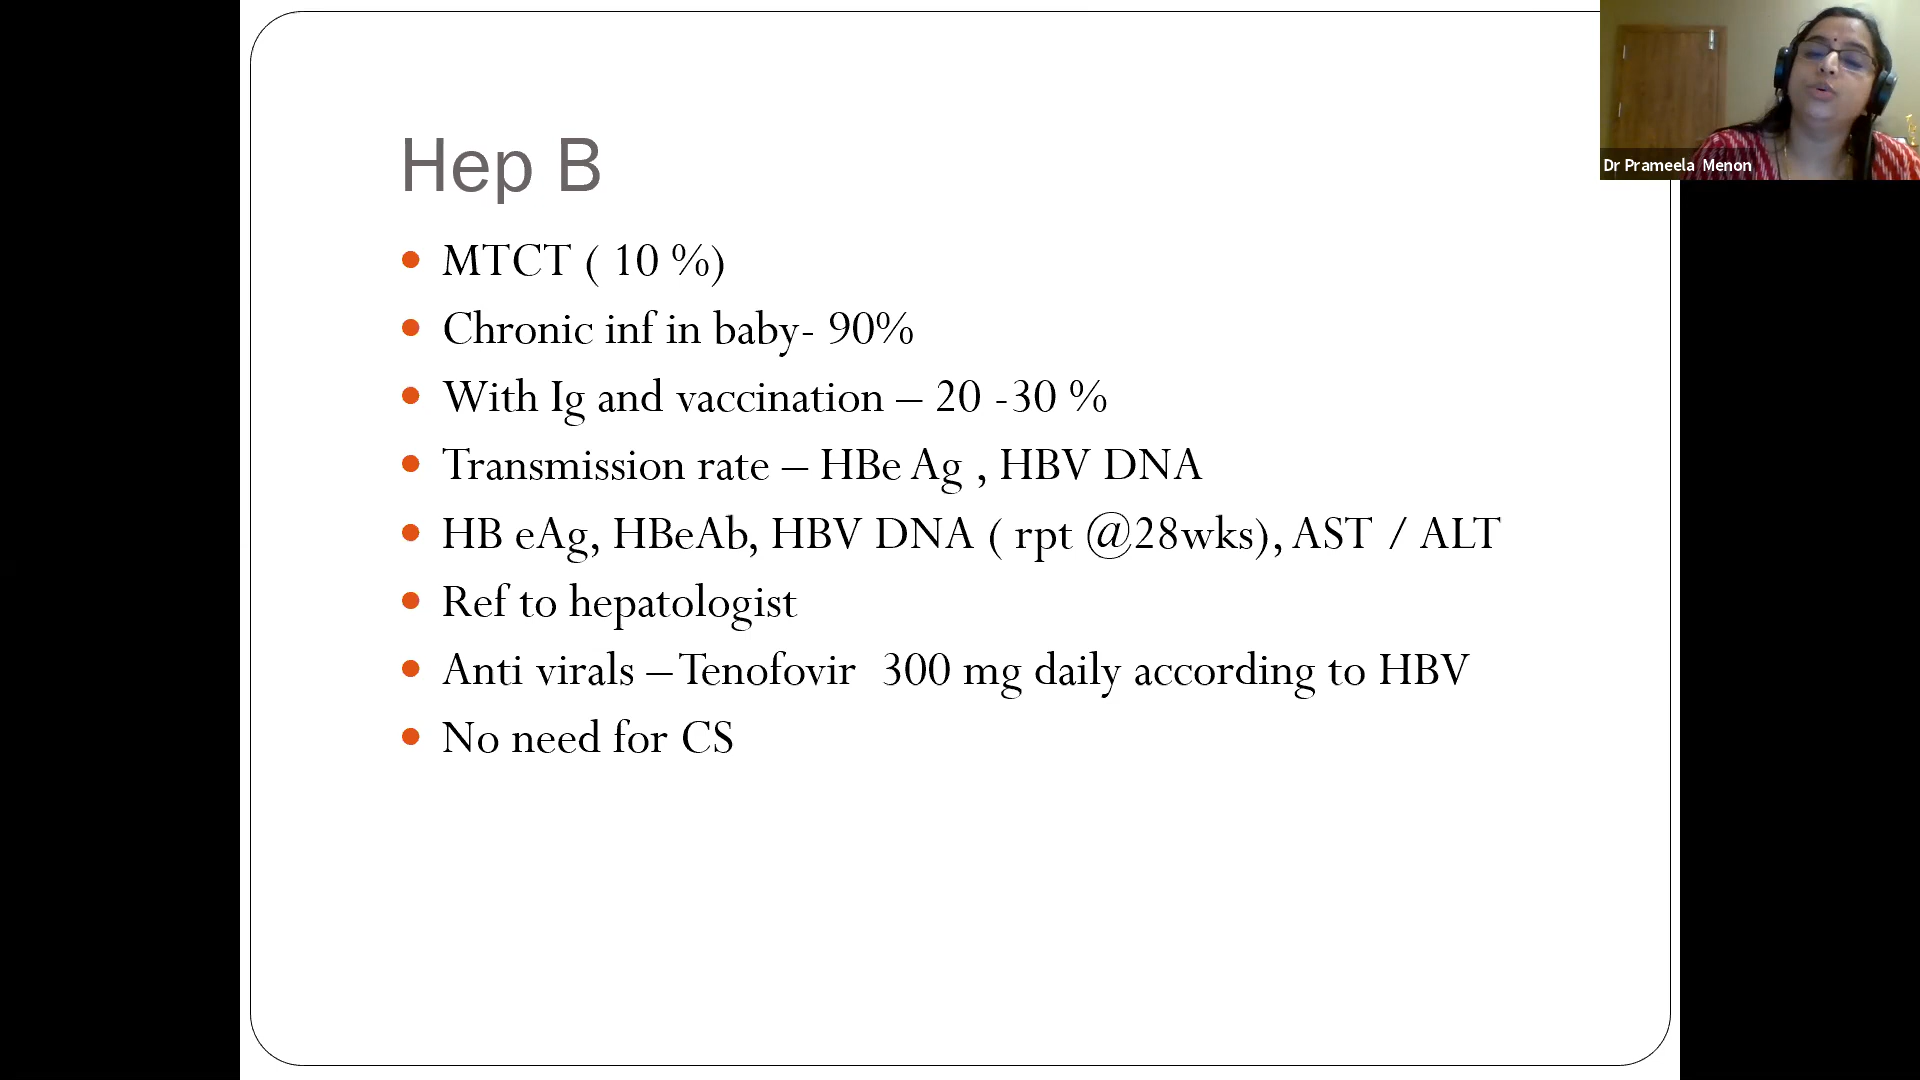 Hep B
MTCT ( 10 %)
Chronic inf in baby- 90%
With Ig and vaccination – 20 -30 %
Transmission rate – HBe Ag , HBV DNA
HB eAg, HBeAb, HBV DNA ( rpt @28wks), AST / ALT
Ref to hepatologist
Anti virals – Tenofovir 300 mg daily according to HBV
No need for CS
Dr Prameela Menon